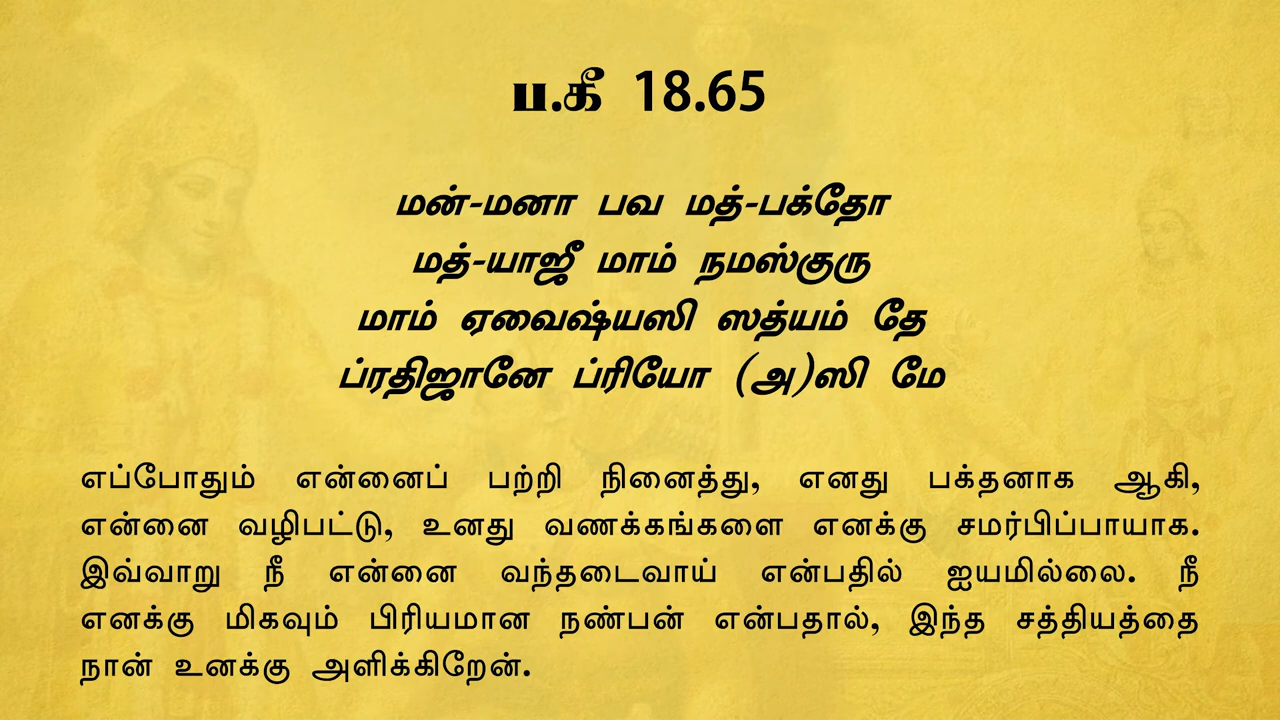 ப.கீ 18.65
மன்-மனா பவ மத்-பக்தோ
மத்-யாஜீ மாம் நமஸ்குரு
மாம் ஏவைஷ்யஸி ஸத்யம் தே
ப்ரதிஜானே ப்ரியோ (அ)ஸி மே
எப்போதும் என்னைப் பற்றி நினைத்து, எனது பக்தனாக ஆகி,
என்னை வழிபட்டு, உனது வணக்கங்களை எனக்கு சமர்பிப்பாயாக.
இவ்வாறு நீ என்னை வந்தடைவாய் என்பதில் ஐயமில்லை. நீ
எனக்கு மிகவும் பிரியமான நண்பன் என்பதால், இந்த சத்தியத்தை
நான் உனக்கு அளிக்கிறேன்.